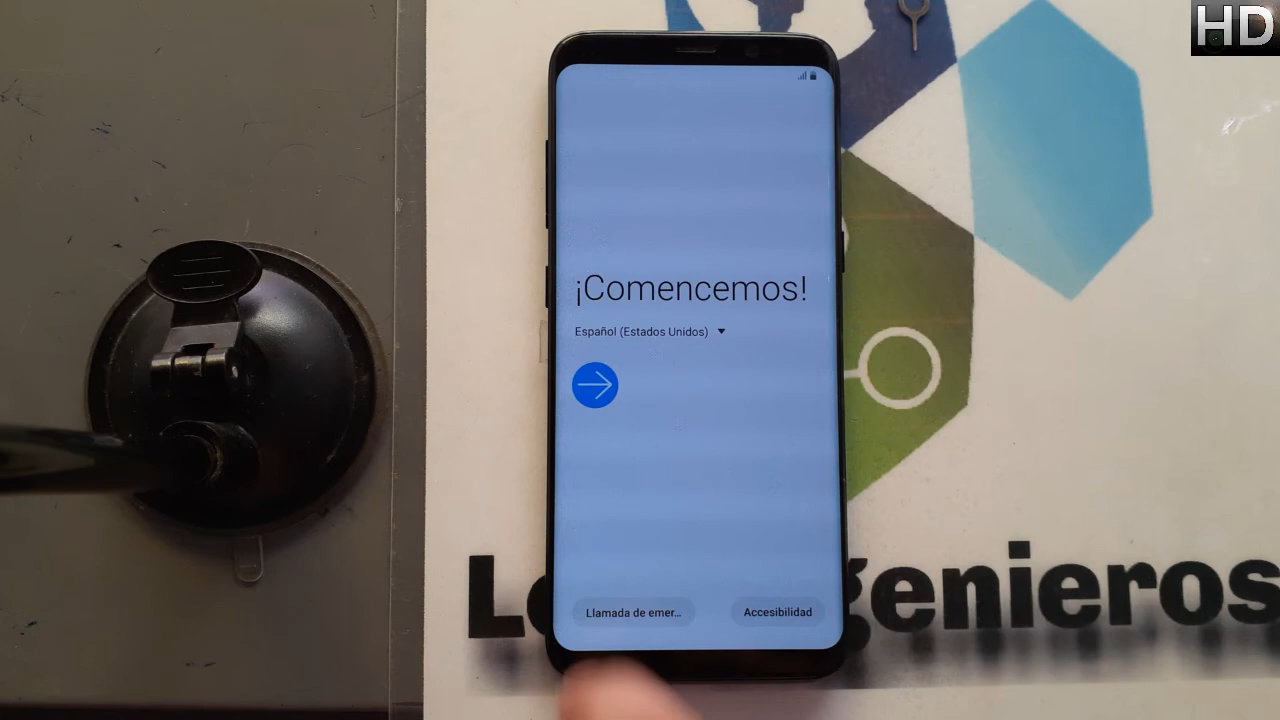 HD
¡Comencemos!
Español (Estados Unidos)
Llamada de emer...
Accesibilidad
genieros